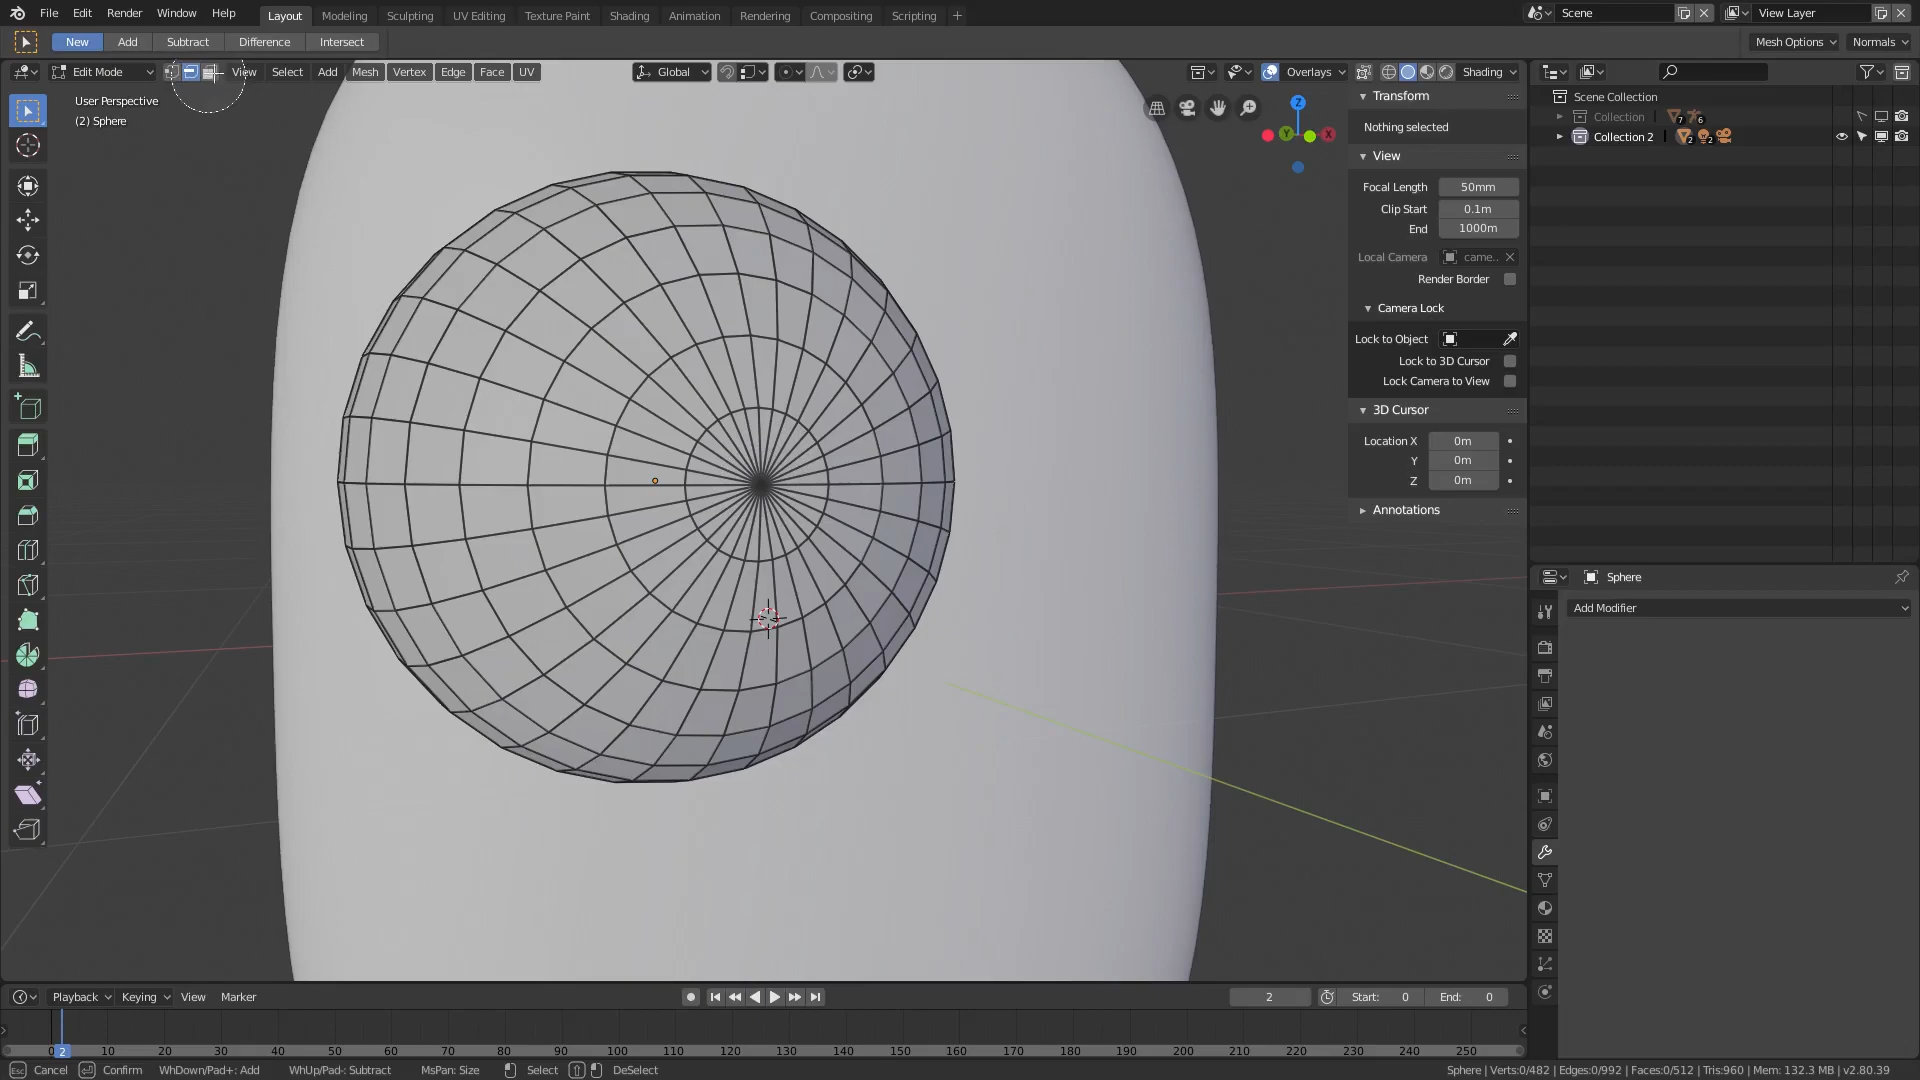 File Edit Render Window Help Layout Modeling Sculpting UV Editing Texture Paint Shading Animation Rendering Compositing Scripting + Scene View Layer
New Add Subtract Difference Intersect Mesh Options Normals
Edit Mode View Select Add Mesh Vertex Edge Face UV Global Overlays Shading
User Perspective
(2) Sphere
Z
Y
X
Transform
Nothing selected
View
Focal Length 50mm
Clip Start 0.1m
End 1000m
Local Camera came..
Render Border
Camera Lock
Lock to Object
Lock to 3D Cursor
Lock Camera to View
3D Cursor
Location X 0m
Y 0m
Z 0m
Annotations
Scene Collection
Collection 7 6
Collection 2 2 2
Sphere
Add Modifier
Playback Keying View Marker 2 Start: 0 End: 0
0 2 10 20 30 40 50 60 70 80 90 100 110 120 130 140 150 160 170 180 190 200 210 220 230 240 250
Esc Cancel Confirm WhDown/Pad+: Add WhUp/Pad-: Subtract MsPan: Size Select DeSelect Sphere | Verts:0/482 | Edges:0/992 | Faces:0/512 | Tris:960 | Mem: 132.3 MB | v2.80.39